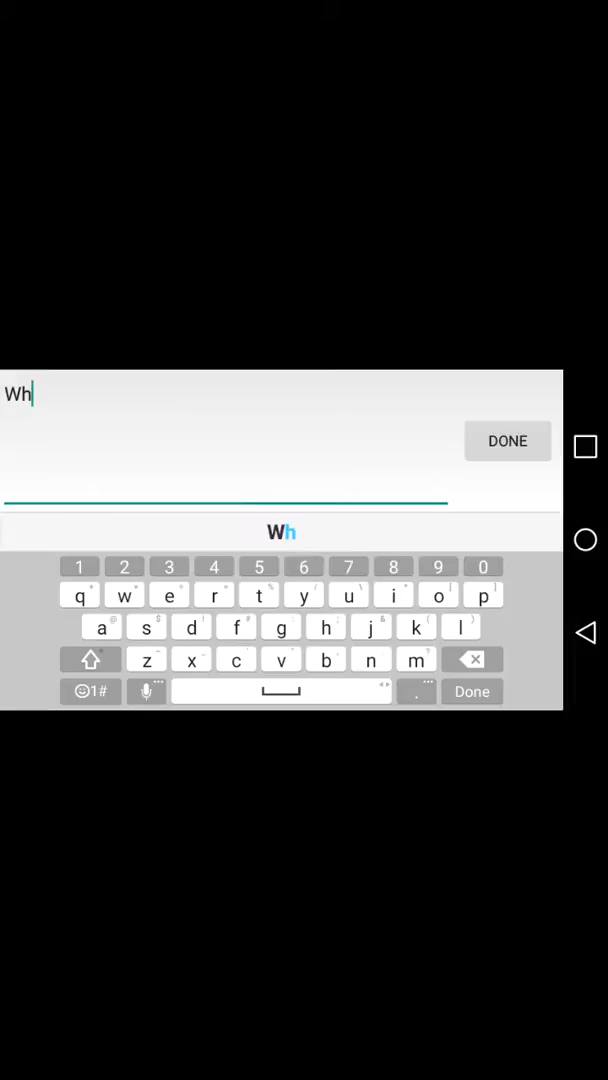 Wh
DONE
Wh
1 2 3 4 5 6 7 8 9 0
q w e r t y u i o p
a s d f g h j k l
z x c v b n m
1# . Done